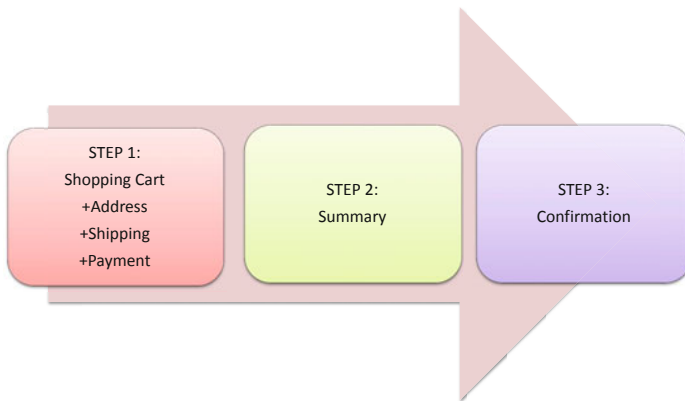 STEP 1:
Shopping Cart
+Address
+Shipping
+Payment
STEP 2:
Summary
STEP 3:
Confirmation